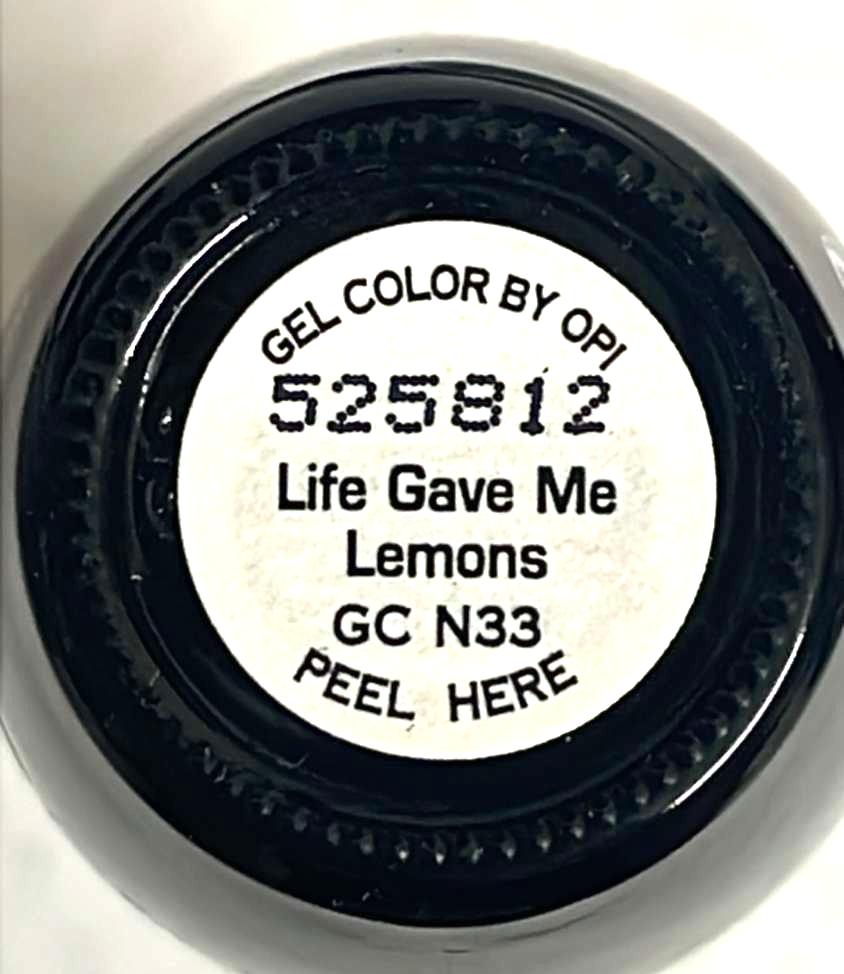 GEL COLOR BY OPI
525812
Life Gave Me
Lemons
GC N33
PEEL HERE